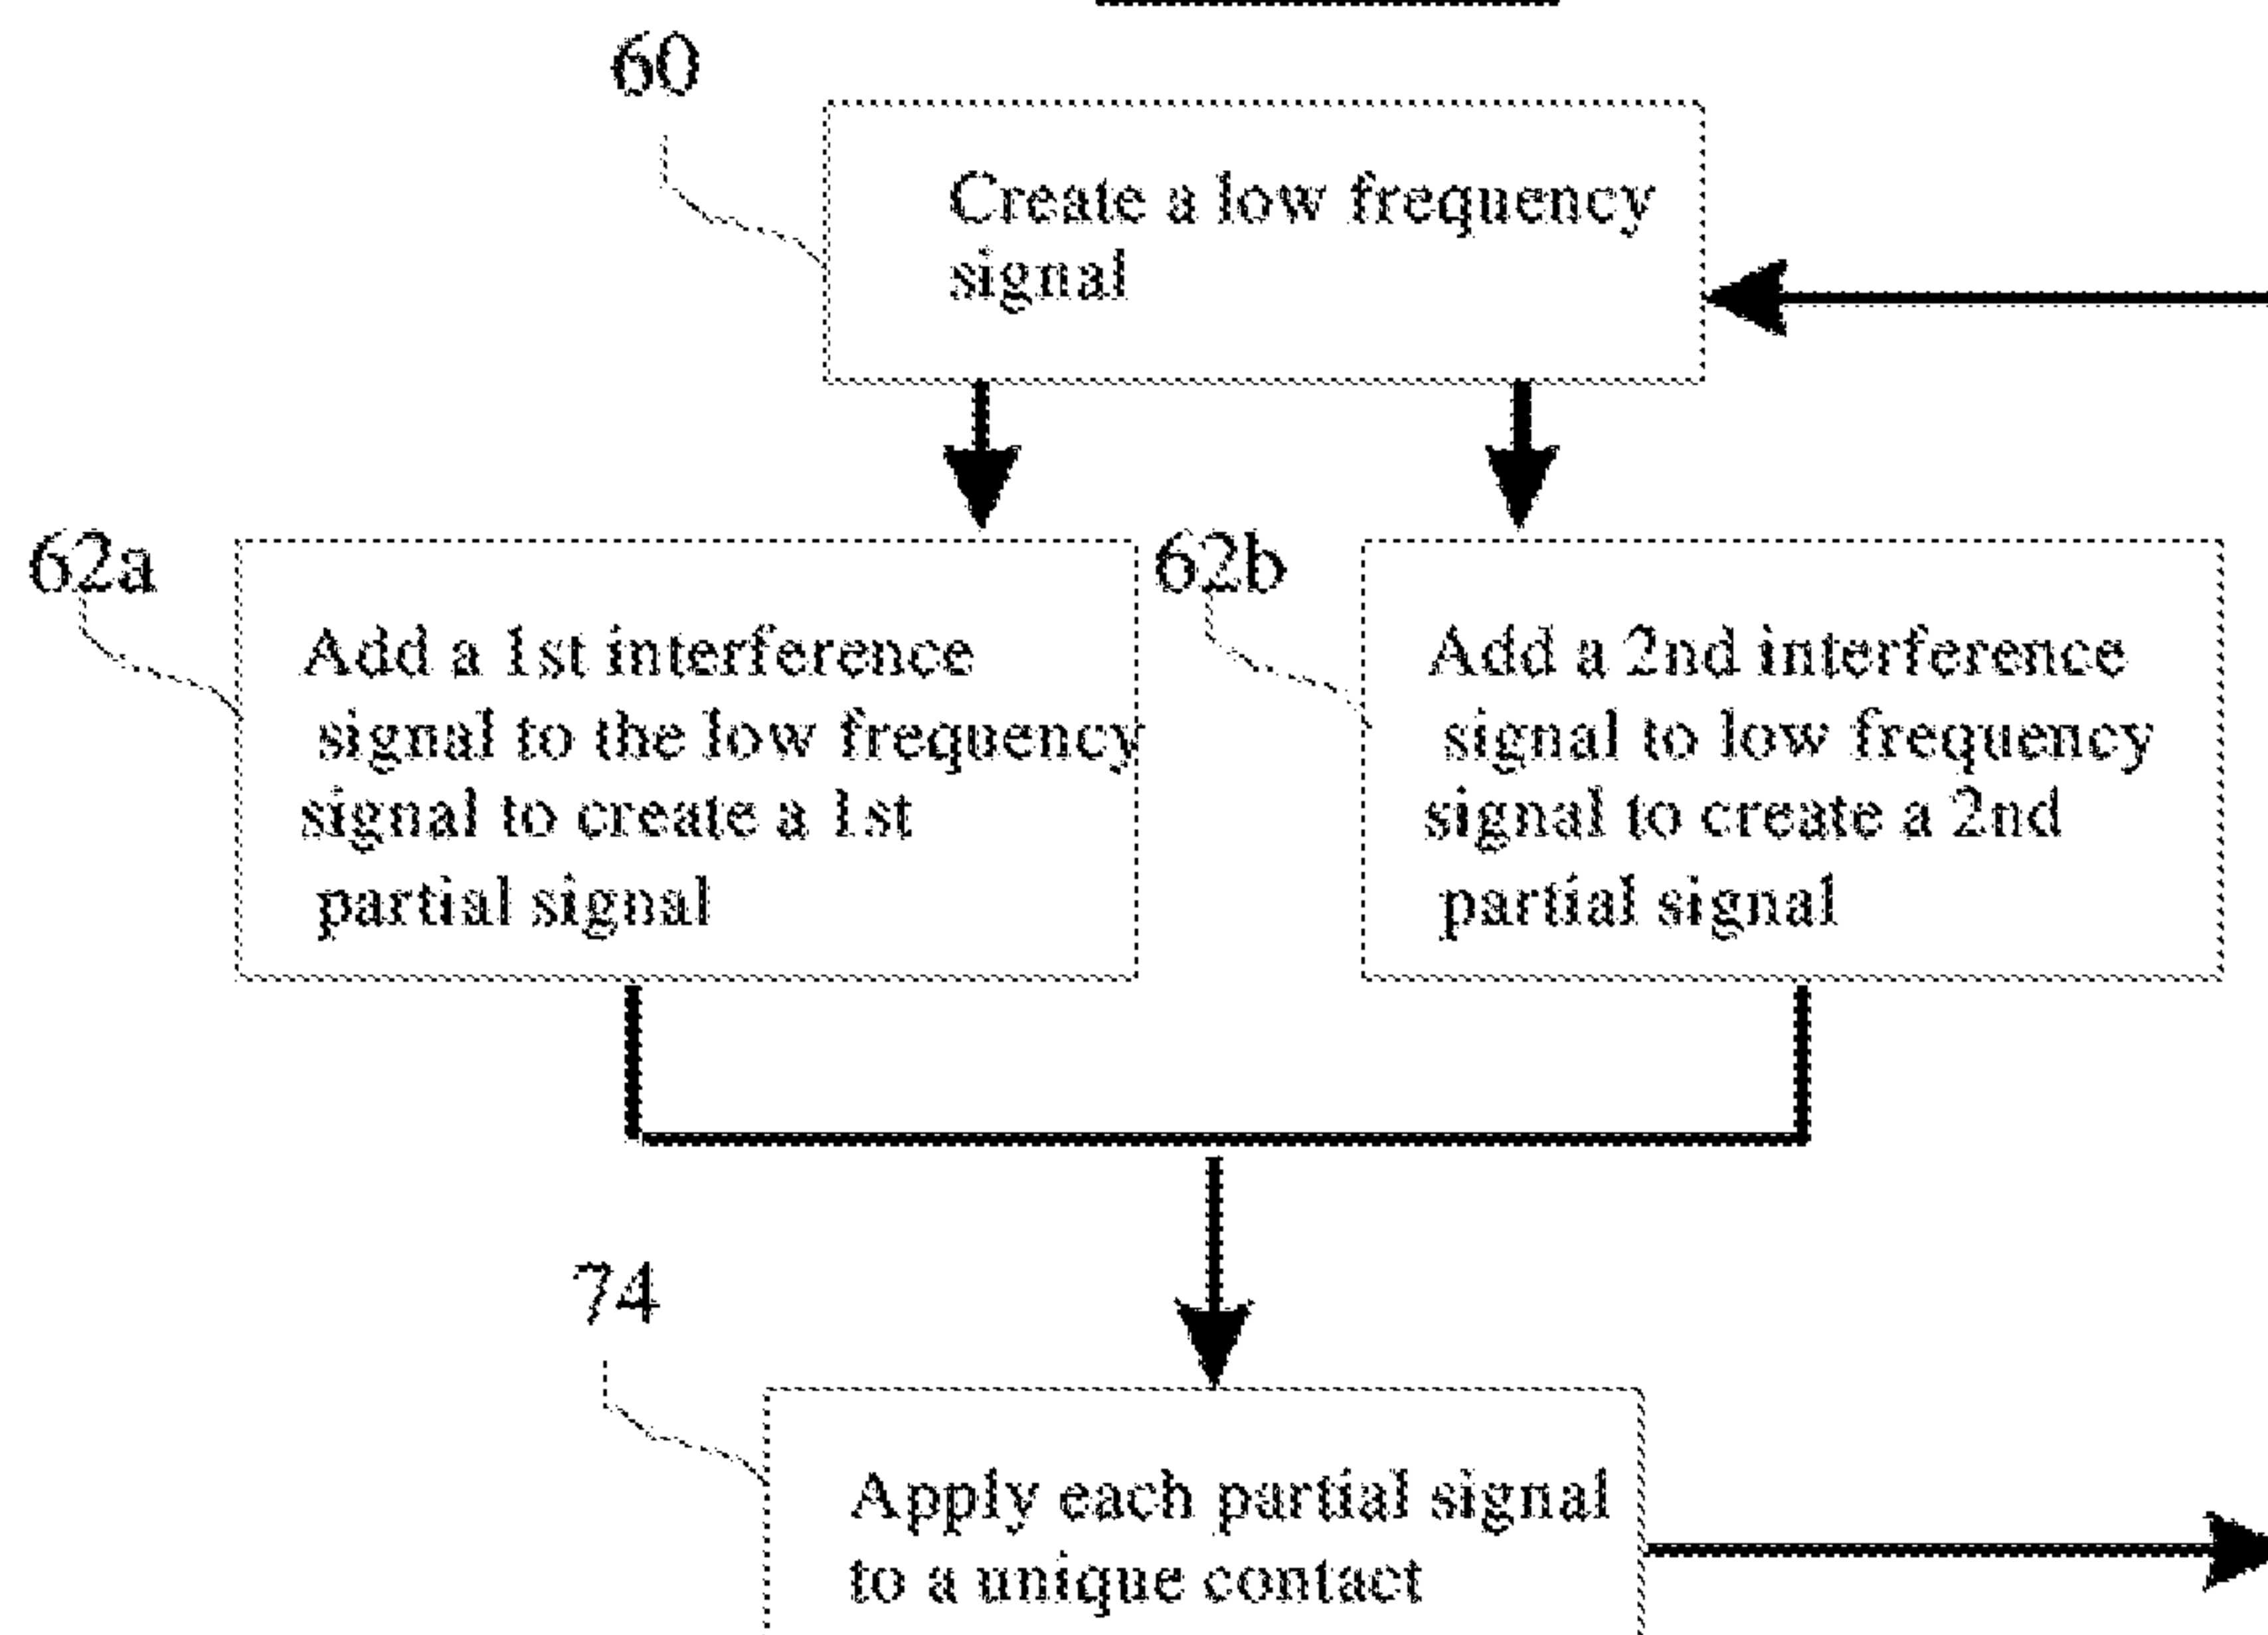 60
Create a low frequency
signal
62a
Add a 1st interference
signal to the low frequency
signal to create a 1st
partial signal
62b
Add a 2nd interference
signal to low frequency
signal to create a 2nd
partial signal
74
Apply each partial signal
to a unique contact